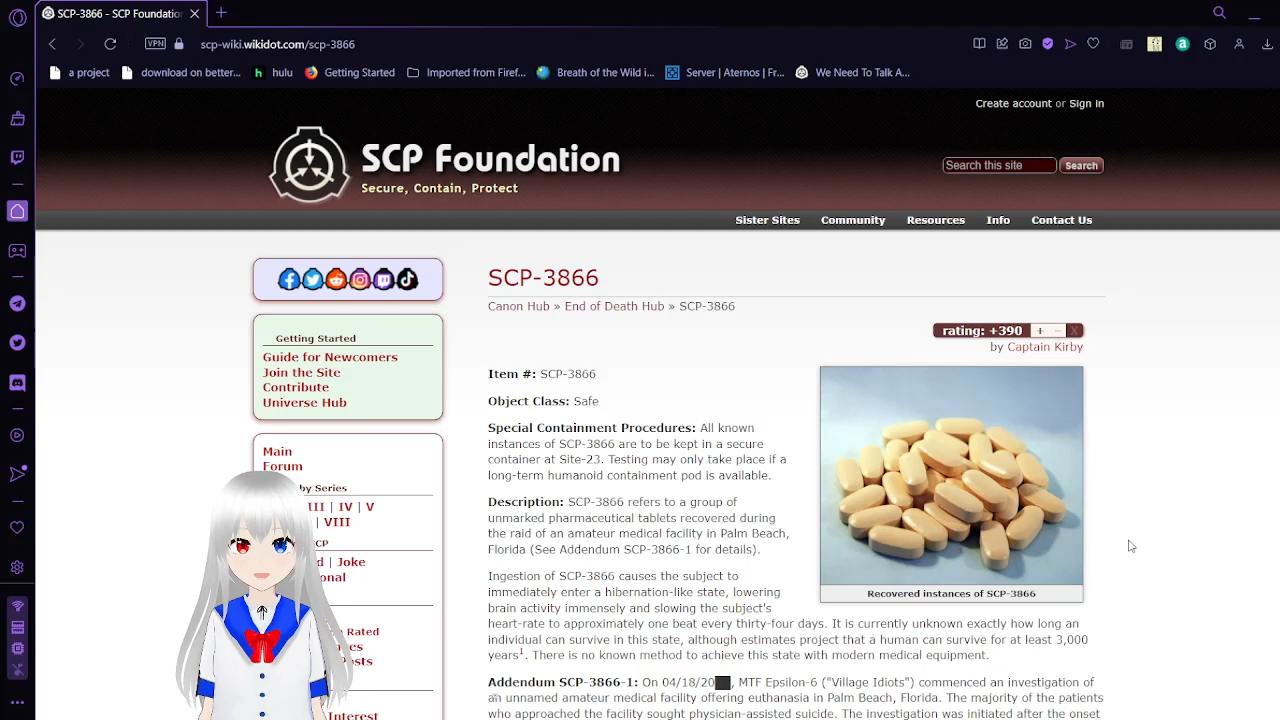 SCP-3866 - SCP Foundation
VPN
scp-wiki.wikidot.com/scp-3866
a project
download on better...
hulu
Getting Started
Imported from Firef...
Breath of the Wild i...
Server | Aternos | Fr...
We Need To Talk A...
Create account or Sign in
SCP Foundation
Secure, Contain, Protect
Search this site
Search
Sister Sites
Community
Resources
Info
Contact Us
Getting Started
Guide for Newcomers
Join the Site
Contribute
Universe Hub
Main
Forum
by Series
III | IV | V
| VIII
CP
d | Joke
onal
n Rated
es
Posts
Interest
SCP-3866
Canon Hub » End of Death Hub » SCP-3866
rating: +390 + – X
by Captain Kirby
Item #: SCP-3866
Object Class: Safe
Special Containment Procedures: All known
instances of SCP-3866 are to be kept in a secure
container at Site-23. Testing may only take place if a
long-term humanoid containment pod is available.
Description: SCP-3866 refers to a group of
unmarked pharmaceutical tablets recovered during
the raid of an amateur medical facility in Palm Beach,
Florida (See Addendum SCP-3866-1 for details).
Recovered instances of SCP-3866
Ingestion of SCP-3866 causes the subject to
immediately enter a hibernation-like state, lowering
brain activity immensely and slowing the subject's
heart-rate to approximately one beat every thirty-four days. It is currently unknown exactly how long an
individual can survive in this state, although estimates project that a human can survive for at least 3,000
years1. There is no known method to achieve this state with modern medical equipment.
Addendum SCP-3866-1: On 04/18/20█, MTF Epsilon-6 ("Village Idiots") commenced an investigation of
an unnamed amateur medical facility offering euthanasia in Palm Beach, Florida. The majority of the patients
who approached the facility sought physician-assisted suicide. The investigation was initiated after the onset